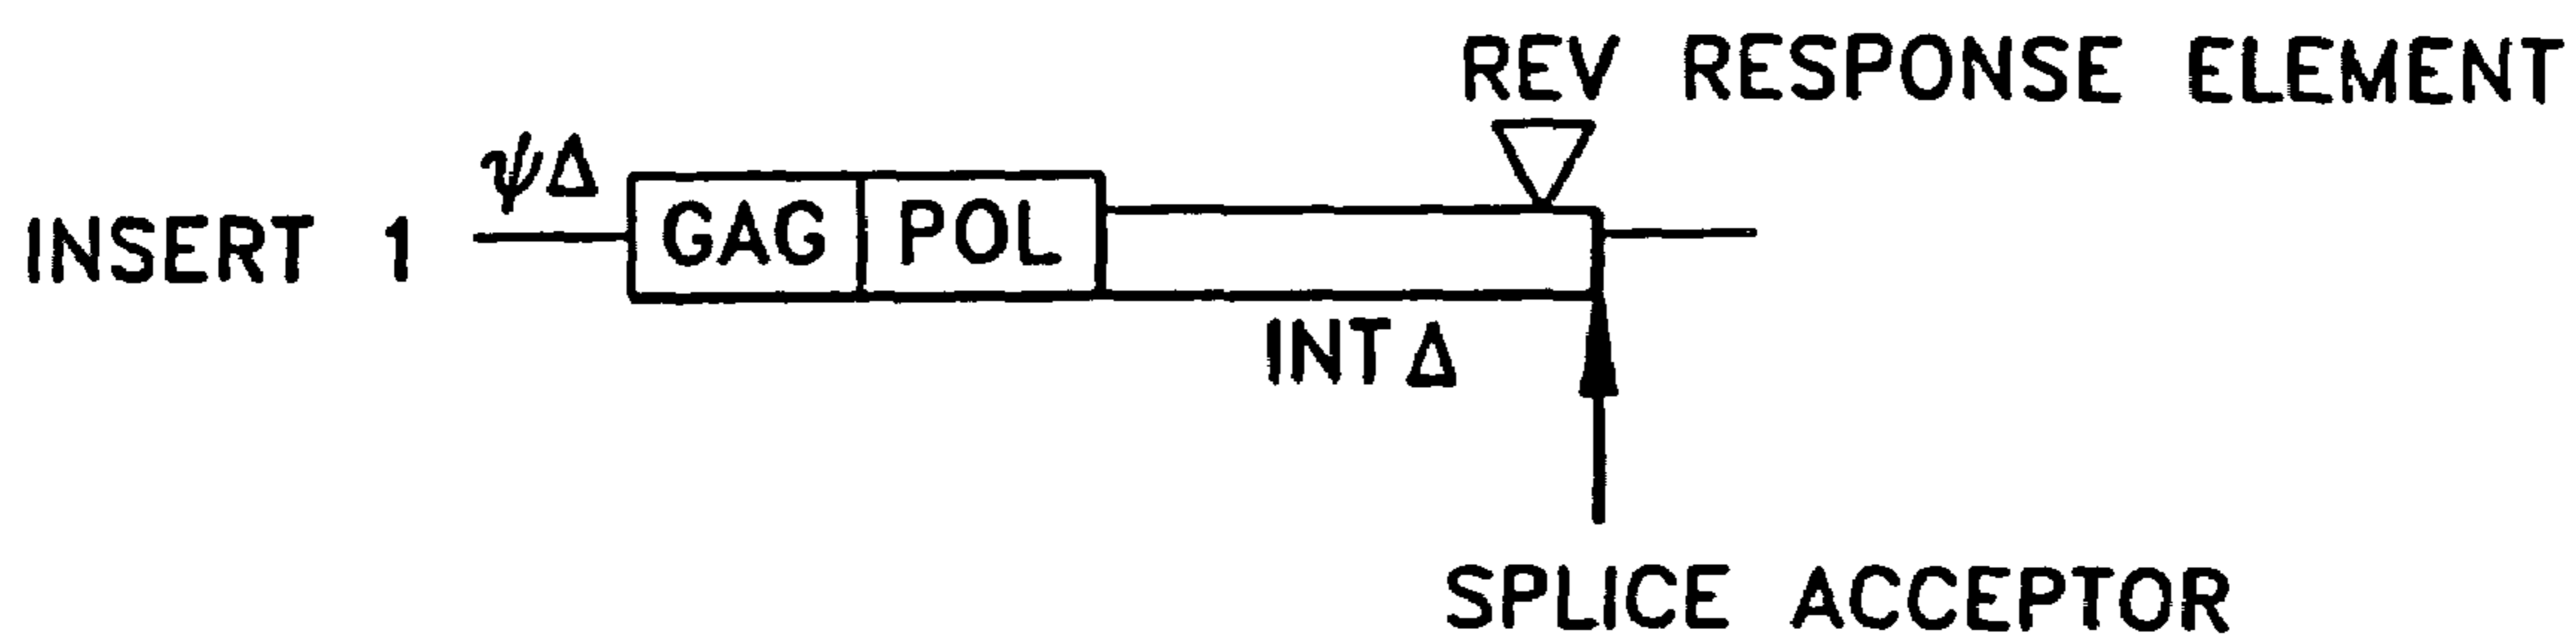 REV RESPONSE ELEMENT
ψΔ
INSERT 1 GAG POL
INTΔ
SPLICE ACCEPTOR